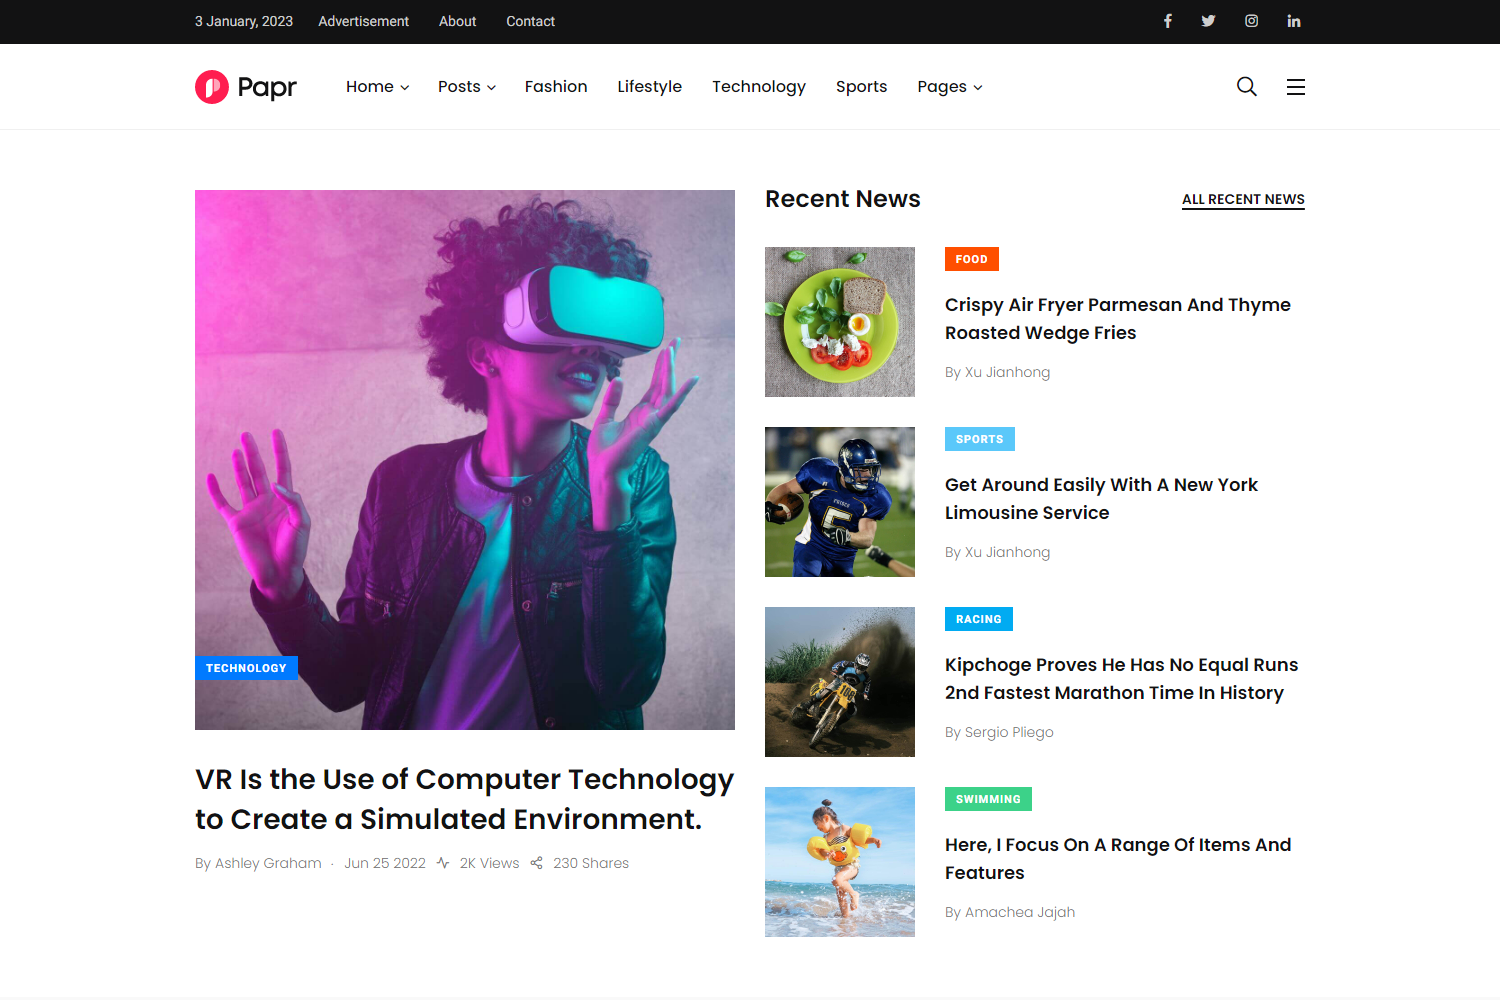 3 January, 2023 Advertisement About Contact
Papr Home Posts Fashion Lifestyle Technology Sports Pages
Recent News ALL RECENT NEWS
TECHNOLOGY
VR Is the Use of Computer Technology
to Create a Simulated Environment.
By Ashley Graham · Jun 25 2022 2K Views 230 Shares
FOOD
Crispy Air Fryer Parmesan And Thyme
Roasted Wedge Fries
By Xu Jianhong
5
SPORTS
Get Around Easily With A New York
Limousine Service
By Xu Jianhong
RACING
Kipchoge Proves He Has No Equal Runs
2nd Fastest Marathon Time In History
By Sergio Pliego
SWIMMING
Here, I Focus On A Range Of Items And
Features
By Amachea Jajah